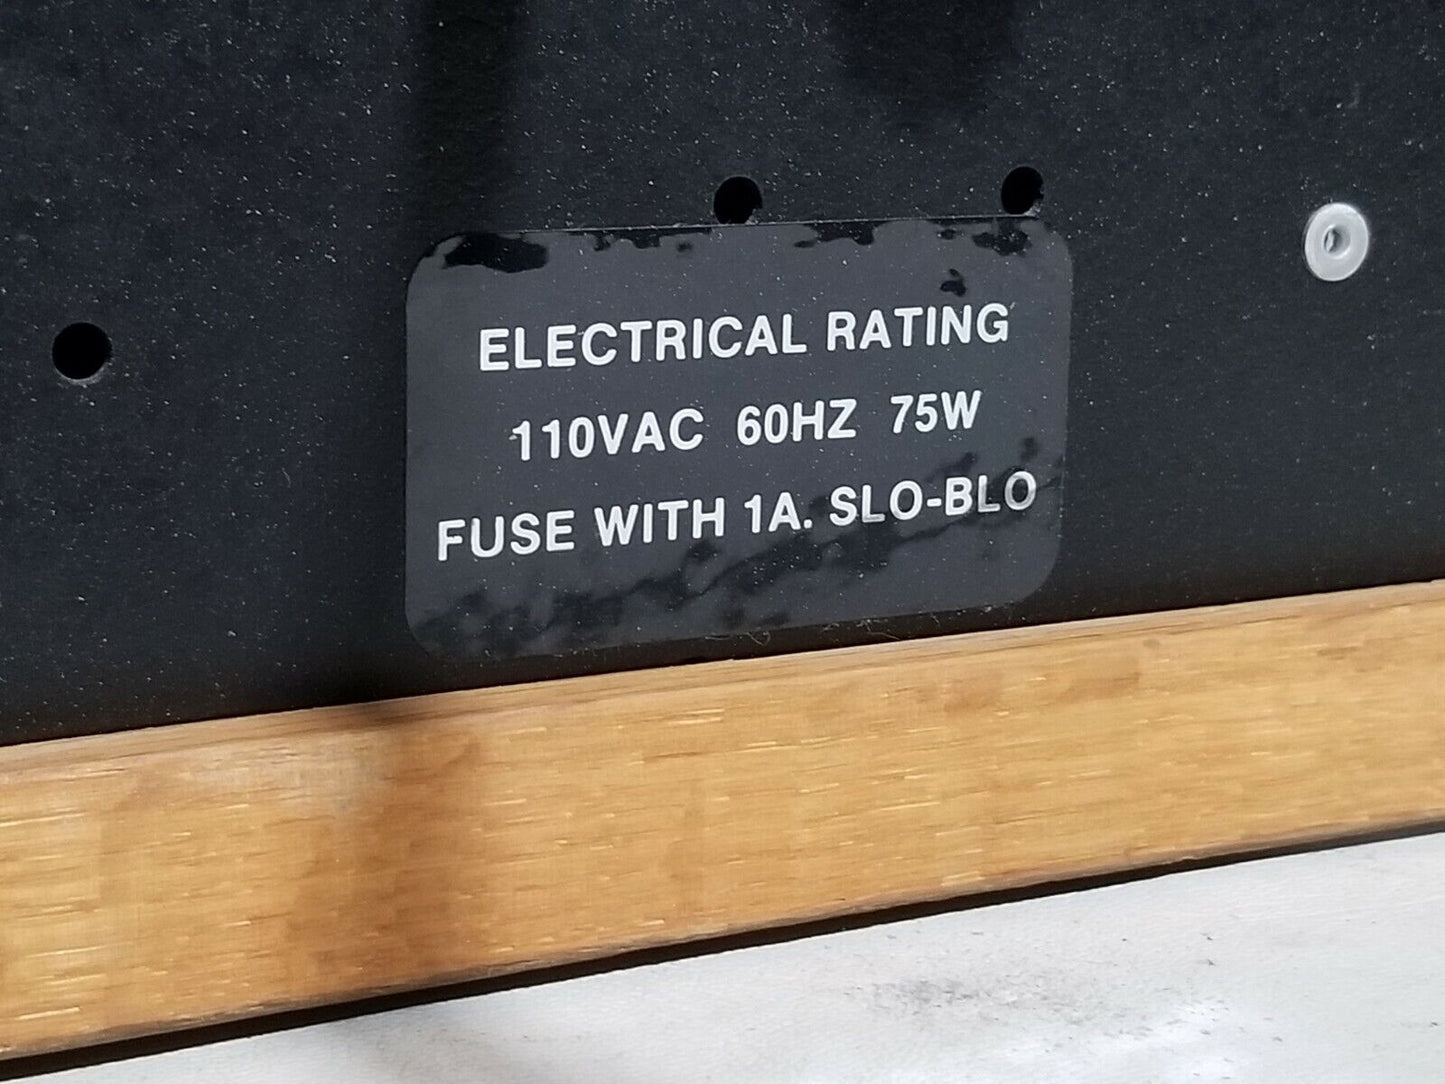 ELECTRICAL RATING
110VAC 60HZ 75W
FUSE WITH 1A. SLO-BLO